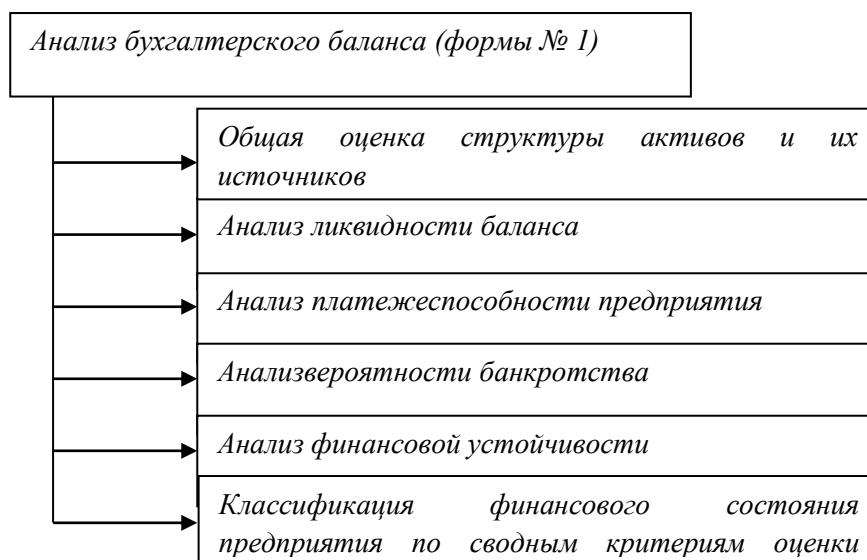 Анализ бухгалтерского баланса (формы № 1)
Общая оценка структуры активов и их
источников
Анализ ликвидности баланса
Анализ платежеспособности предприятия
Анализвероятности банкротства
Анализ финансовой устойчивости
Классификация финансового состояния
предприятия по сводным критериям оценки